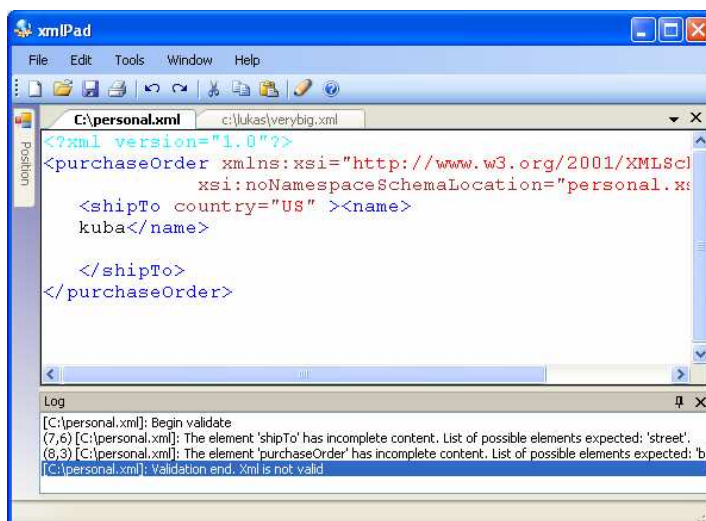 xmlPad
File Edit Tools Window Help
C:\personal.xml c:\lukas\verybig.xml
Position
<?xml version="1.0"?>
<purchaseOrder xmlns:xsi="http://www.w3.org/2001/XMLSc
xsi:noNamespaceSchemaLocation="personal.xs
<shipTo country="US" ><name>
kuba</name>
</shipTo>
</purchaseOrder>
Log
[C:\personal.xml]: Begin validate
(7,6) [C:\personal.xml]: The element 'shipTo' has incomplete content. List of possible elements expected: 'street'.
(8,3) [C:\personal.xml]: The element 'purchaseOrder' has incomplete content. List of possible elements expected: 'b
[C:\personal.xml]: Validation end. Xml is not valid